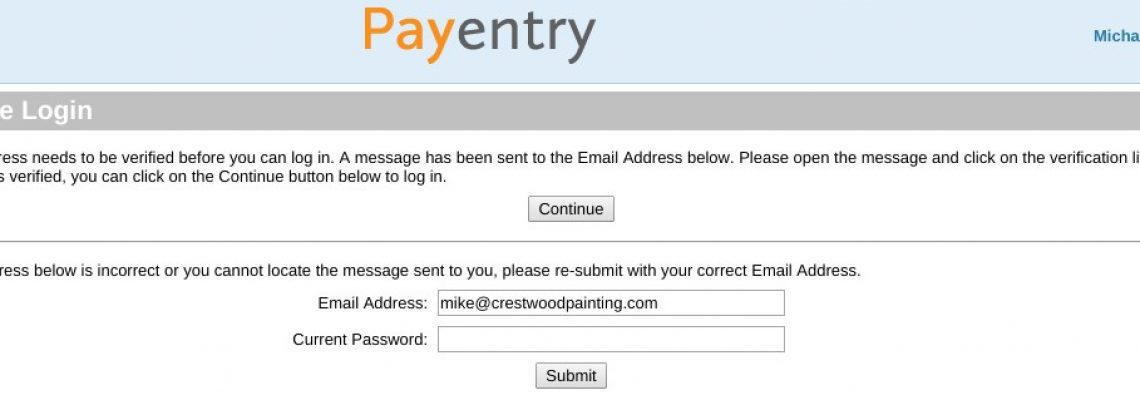 Payentry
Micha
e Login
ress needs to be verified before you can log in. A message has been sent to the Email Address below. Please open the message and click on the verification li
s verified, you can click on the Continue button below to log in.
Continue
ress below is incorrect or you cannot locate the message sent to you, please re-submit with your correct Email Address.
Email Address: mike@crestwoodpainting.com
Current Password:
Submit